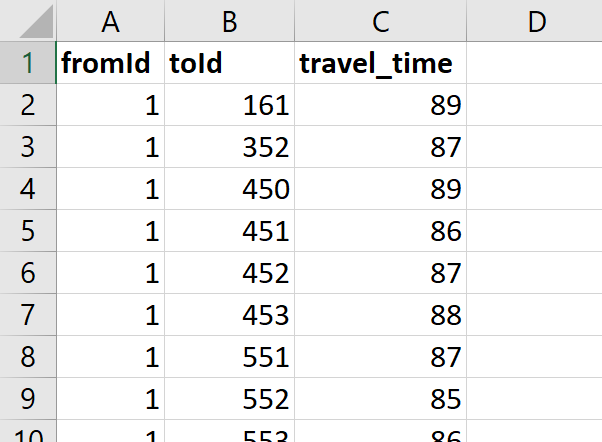 A B C D
1 fromId toId travel_time
2 1 161 89
3 1 352 87
4 1 450 89
5 1 451 86
6 1 452 87
7 1 453 88
8 1 551 87
9 1 552 85
10 1 553 86